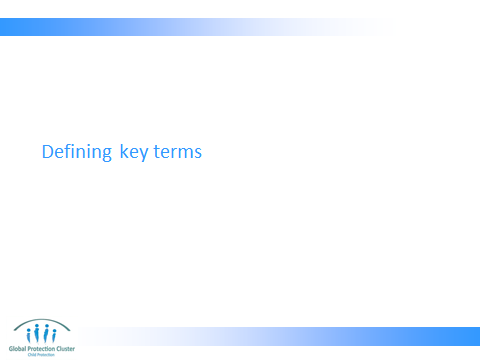 Defining key terms
Global Protection Cluster
Child Protection